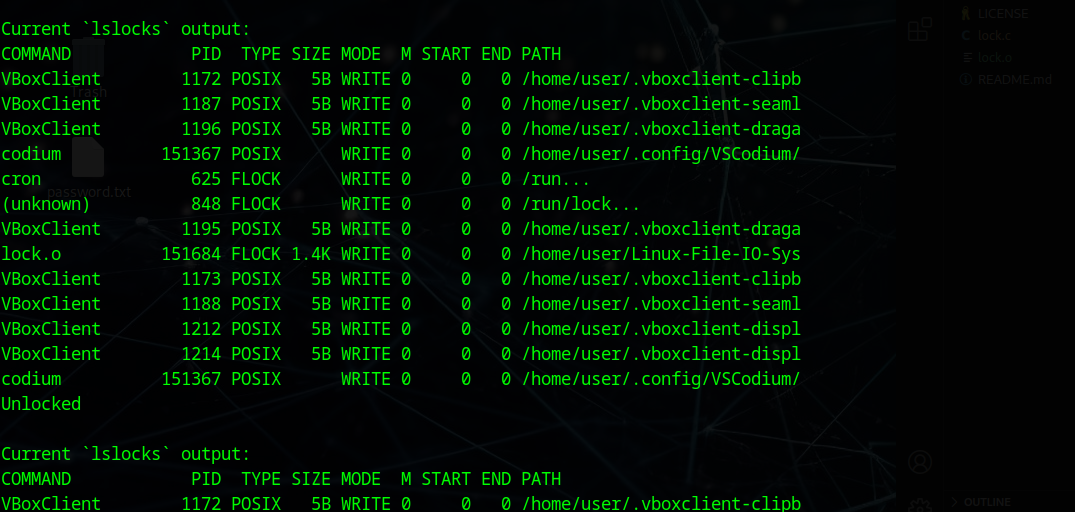 Current `lslocks` output:
COMMAND            PID  TYPE SIZE MODE  M START END PATH
VBoxClient        1172 POSIX   5B WRITE 0     0   0 /home/user/.vboxclient-clipb
VBoxClient        1187 POSIX   5B WRITE 0     0   0 /home/user/.vboxclient-seaml
VBoxClient        1196 POSIX   5B WRITE 0     0   0 /home/user/.vboxclient-draga
codium          151367 POSIX      WRITE 0     0   0 /home/user/.config/VSCodium/
cron               625 FLOCK      WRITE 0     0   0 /run...
(unknown)          848 FLOCK      WRITE 0     0   0 /run/lock...
VBoxClient        1195 POSIX   5B WRITE 0     0   0 /home/user/.vboxclient-draga
lock.o          151684 FLOCK 1.4K WRITE 0     0   0 /home/user/Linux-File-IO-Sys
VBoxClient        1173 POSIX   5B WRITE 0     0   0 /home/user/.vboxclient-clipb
VBoxClient        1188 POSIX   5B WRITE 0     0   0 /home/user/.vboxclient-seaml
VBoxClient        1212 POSIX   5B WRITE 0     0   0 /home/user/.vboxclient-displ
VBoxClient        1214 POSIX   5B WRITE 0     0   0 /home/user/.vboxclient-displ
codium          151367 POSIX      WRITE 0     0   0 /home/user/.config/VSCodium/
Unlocked
Current `lslocks` output:
COMMAND            PID  TYPE SIZE MODE  M START END PATH
VBoxClient        1172 POSIX   5B WRITE 0     0   0 /home/user/.vboxclient-clipb
Trash
password.txt
LICENSE
C lock.c
lock.o
README.md
OUTLINE